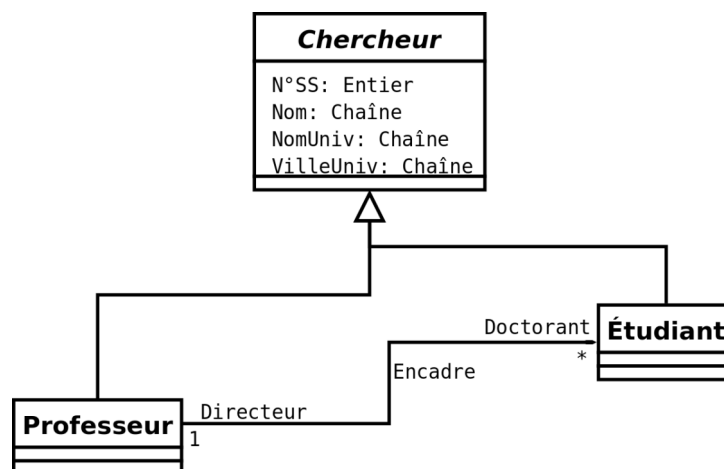 Chercheur
N°SS: Entier
Nom: Chaîne
NomUniv: Chaîne
VilleUniv: Chaîne
Doctorant
Étudiant
*
Encadre
Directeur
Professeur
1